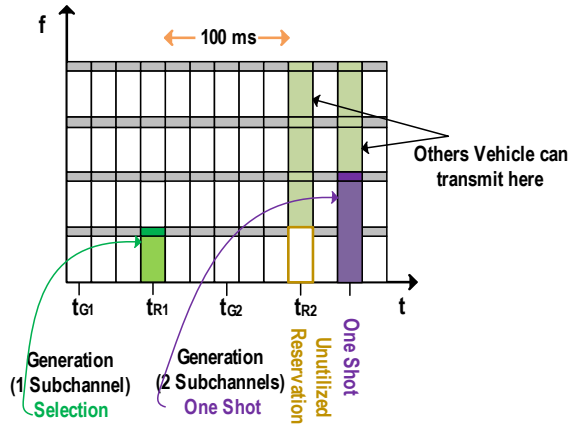 f
100 ms
Others Vehicle can
transmit here
tG1
tR1
tG2
tR2
t
Generation
(1 Subchannel)
Selection
Generation
(2 Subchannels)
One Shot
Unutilized
Reservation
One Shot